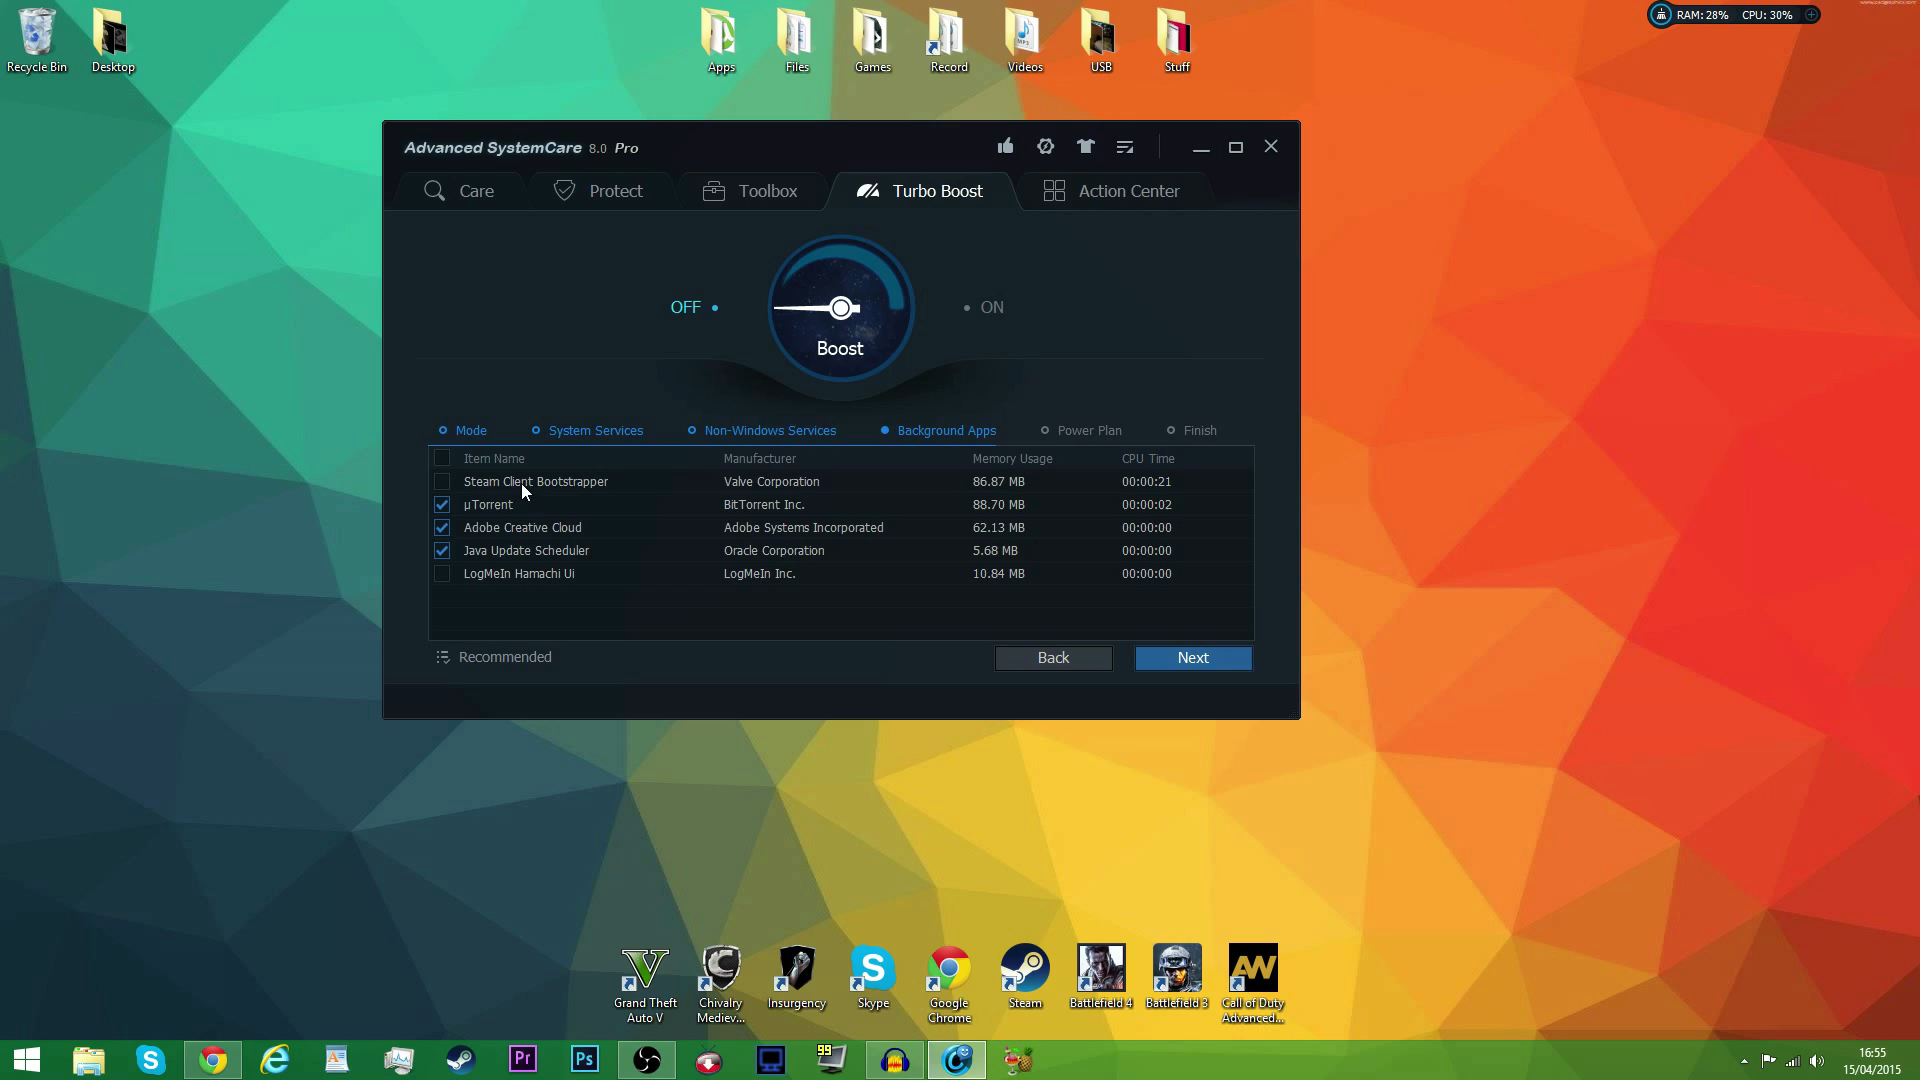 Recycle Bin
Desktop
Apps
Files
Games
Record
Videos
USB
Stuff
RAM: 28% CPU: 30%
Advanced SystemCare 8.0 Pro
Care
Protect
Toolbox
Turbo Boost
Action Center
OFF
ON
Boost
Mode
System Services
Non-Windows Services
Background Apps
Power Plan
Finish
Item Name Manufacturer Memory Usage CPU Time
Steam Client Bootstrapper Valve Corporation 86.87 MB 00:00:21
µTorrent BitTorrent Inc. 88.70 MB 00:00:02
Adobe Creative Cloud Adobe Systems Incorporated 62.13 MB 00:00:00
Java Update Scheduler Oracle Corporation 5.68 MB 00:00:00
LogMeIn Hamachi Ui LogMeIn Inc. 10.84 MB 00:00:00
Recommended
Back
Next
Grand Theft
Auto V
Chivalry
Mediev...
Insurgency
Skype
Google
Chrome
Steam
Battlefield 4
Battlefield 3
AW
Call of Duty
Advanced...
MP3
Pr
Ps
99
16:55
15/04/2015